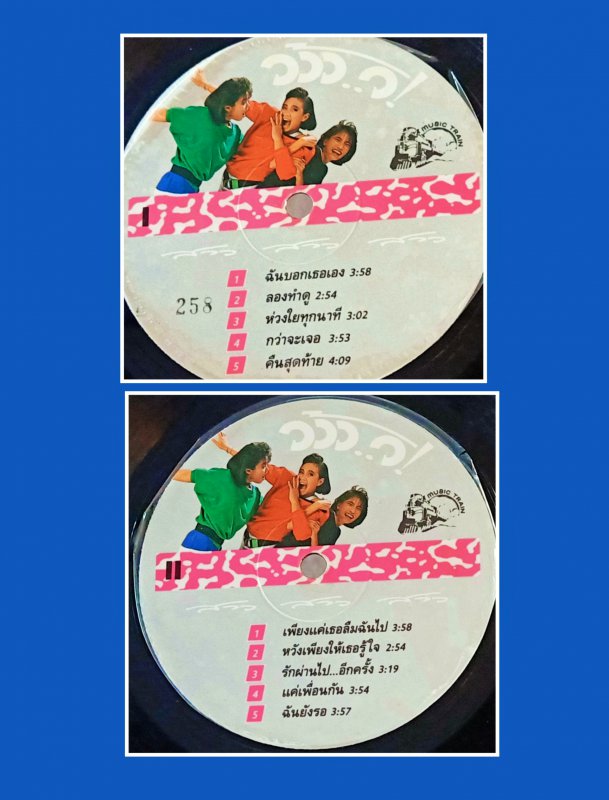 ว้าว..ว!
MUSIC TRAIN
I
สาว สาว สาว
258
1 ฉันบอกเธอเอง 3:58
2 ลองทำดู 2:54
3 ห่วงใยทุกนาที 3:02
4 กว่าจะเจอ 3:53
5 คืนสุดท้าย 4:09
ว้าว..ว!
MUSIC TRAIN
II
สาว สาว สาว
1 เพียงแค่เธอลืมฉันไป 3:58
2 หวังเพียงให้เธอรู้ใจ 2:54
3 รักผ่านไป...อีกครั้ง 3:19
4 แค่เพื่อนกัน 3:54
5 ฉันยังรอ 3:57